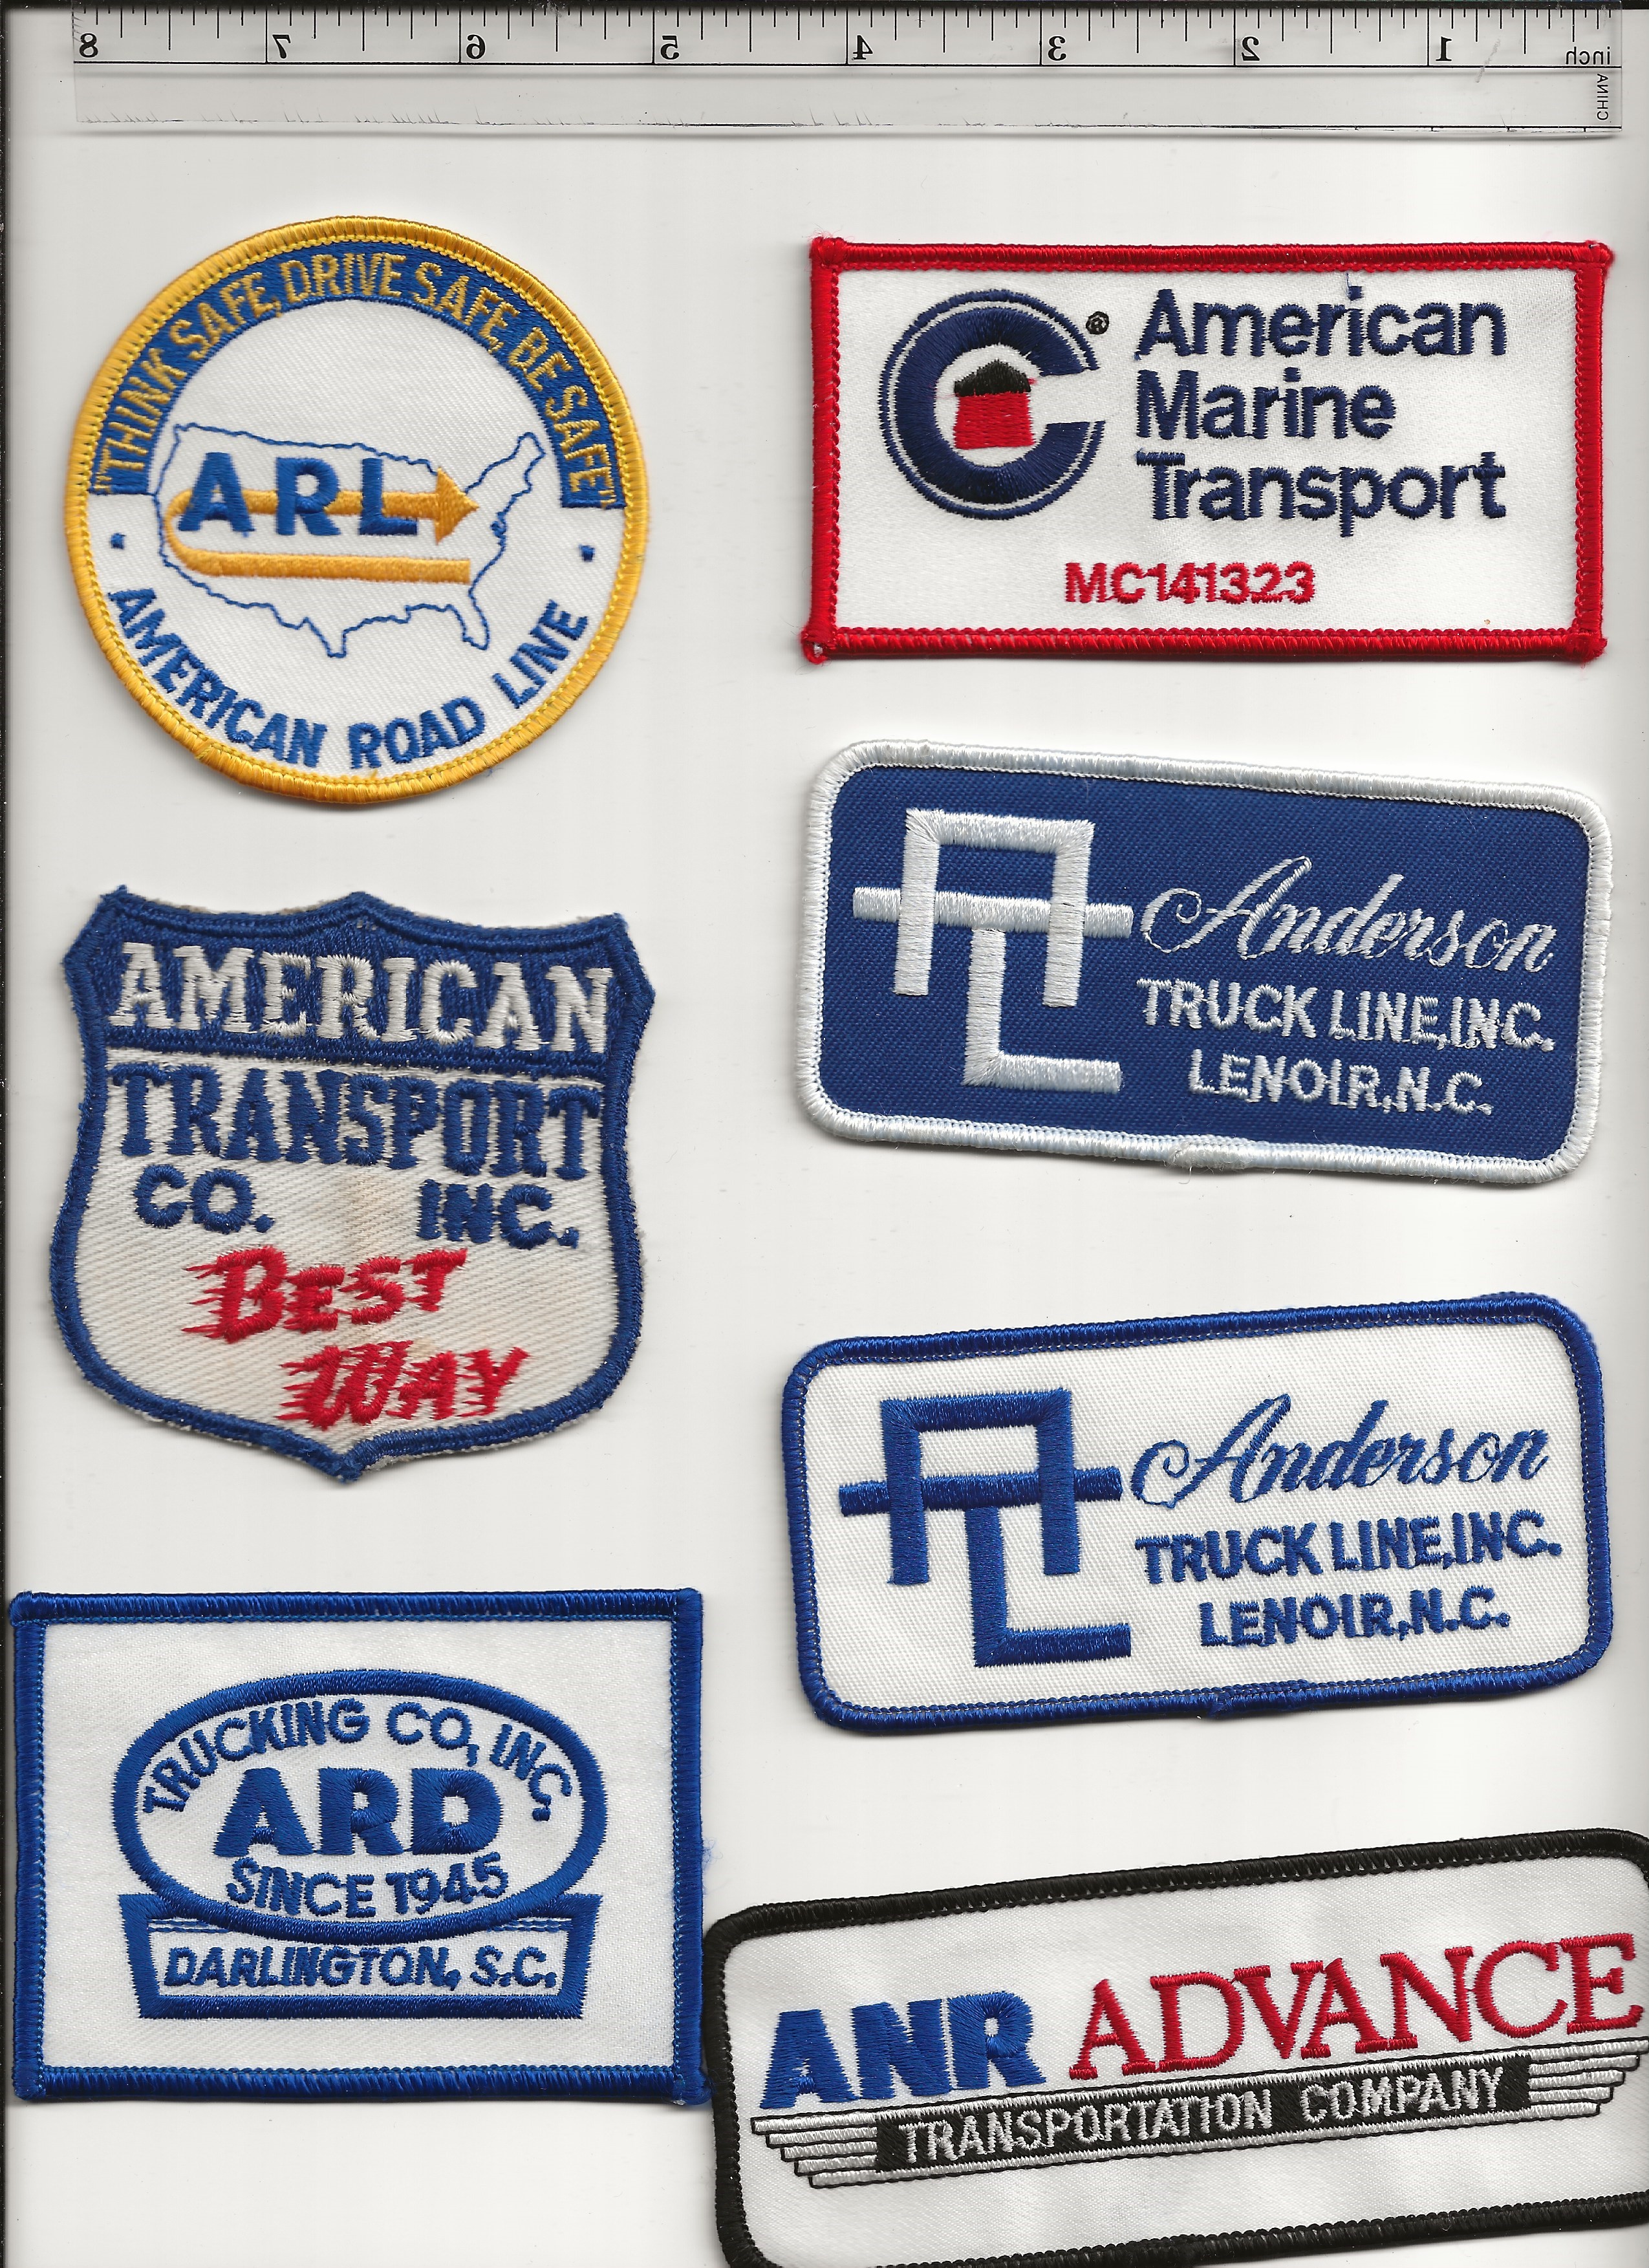 8 7 6 5 4 3 2 1 inch
CHINA
"THINK SAFE, DRIVE SAFE, BE SAFE"
ARL
• AMERICAN ROAD LINE •
C®
American
Marine
Transport
MC141323
AL Anderson
TRUCK LINE, INC.
LENOIR, N.C.
AMERICAN
TRANSPORT
CO. INC.
BEST
WAY
AL Anderson
TRUCK LINE, INC.
LENOIR, N.C.
TRUCKING CO, INC.
ARD
SINCE 1945
DARLINGTON, S.C.
ANR ADVANCE
TRANSPORTATION COMPANY